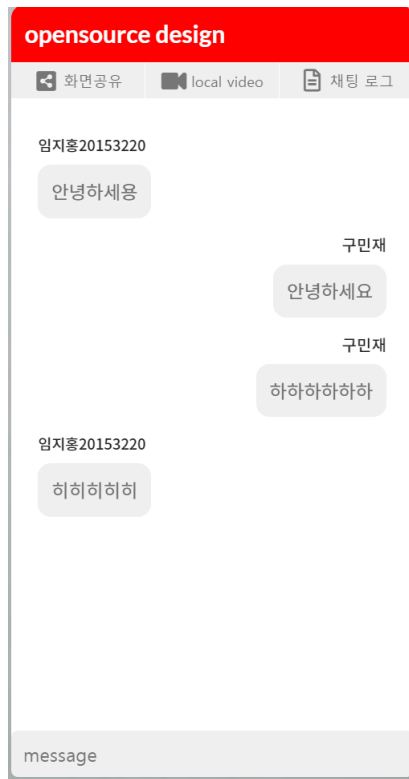 opensource design
화면공유 local video 채팅 로그
임지홍20153220
안녕하세용
구민재
안녕하세요
구민재
하하하하하하
임지홍20153220
히히히히히
message